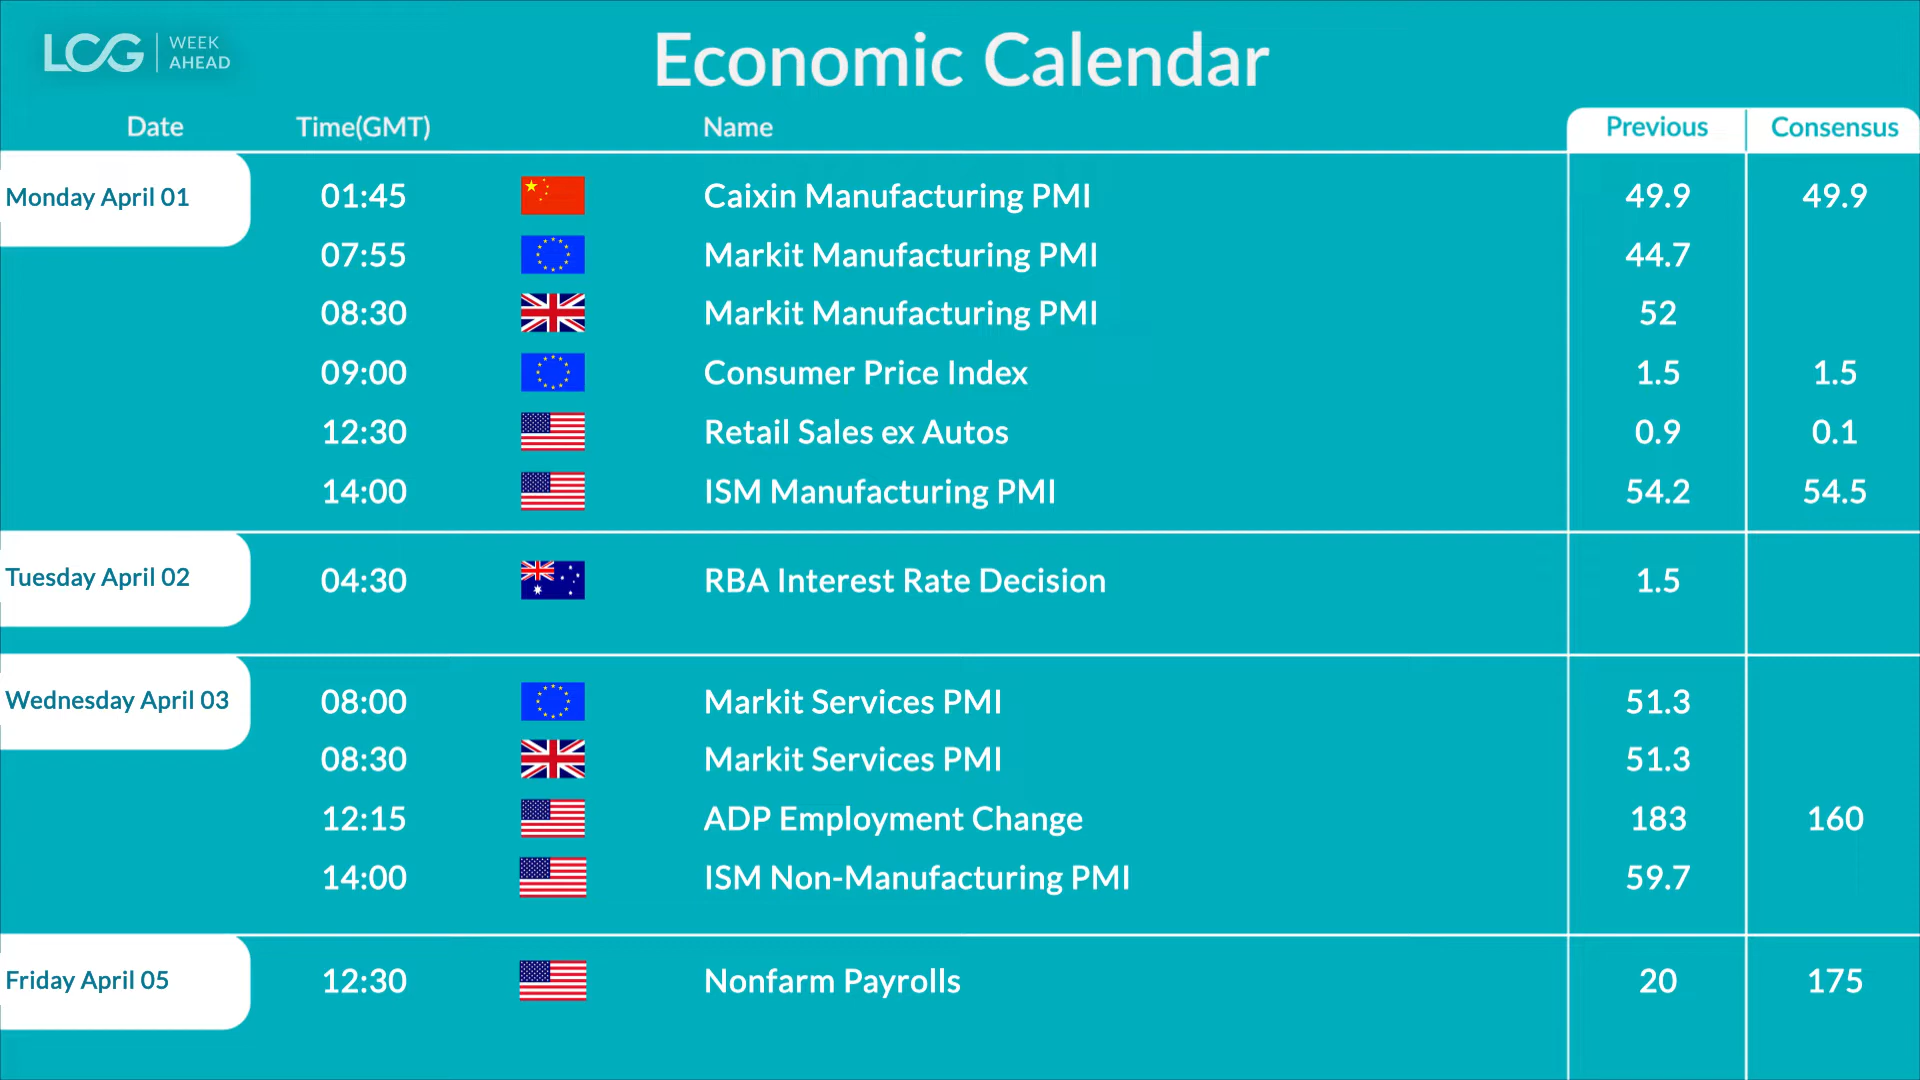 LCG WEEK AHEAD
Economic Calendar
Date Time(GMT) Name Previous Consensus
Monday April 01 01:45 Caixin Manufacturing PMI 49.9 49.9
07:55 Markit Manufacturing PMI 44.7
08:30 Markit Manufacturing PMI 52
09:00 Consumer Price Index 1.5 1.5
12:30 Retail Sales ex Autos 0.9 0.1
14:00 ISM Manufacturing PMI 54.2 54.5
Tuesday April 02 04:30 RBA Interest Rate Decision 1.5
Wednesday April 03 08:00 Markit Services PMI 51.3
08:30 Markit Services PMI 51.3
12:15 ADP Employment Change 183 160
14:00 ISM Non-Manufacturing PMI 59.7
Friday April 05 12:30 Nonfarm Payrolls 20 175